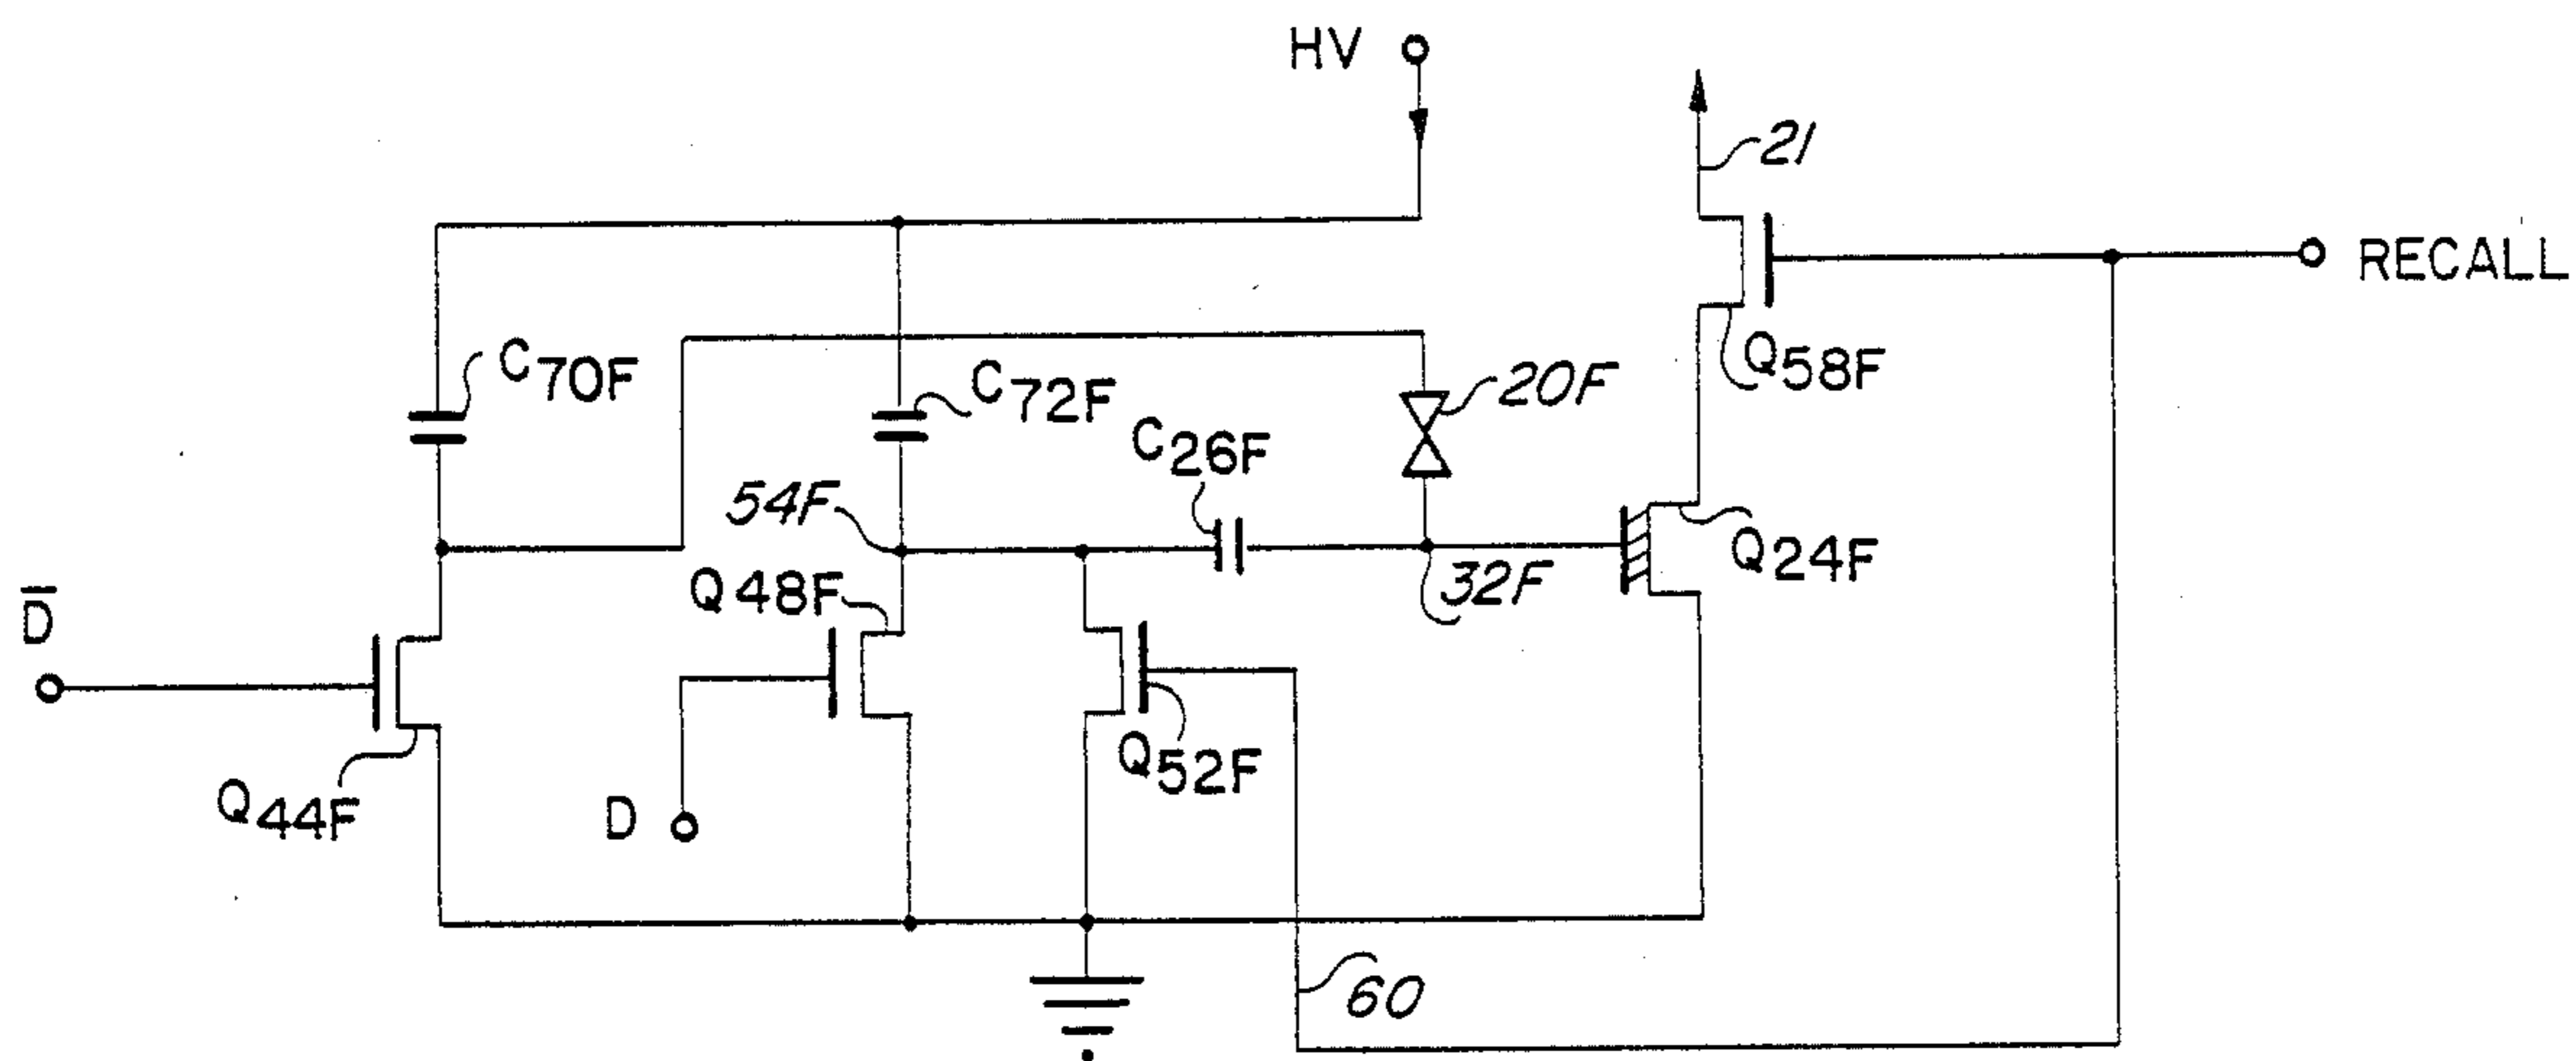 HV
21
RECALL
C70F
C72F
Q58F
20F
C26F
54F
D̅
Q48F
32F
Q24F
Q52F
Q44F
D
60